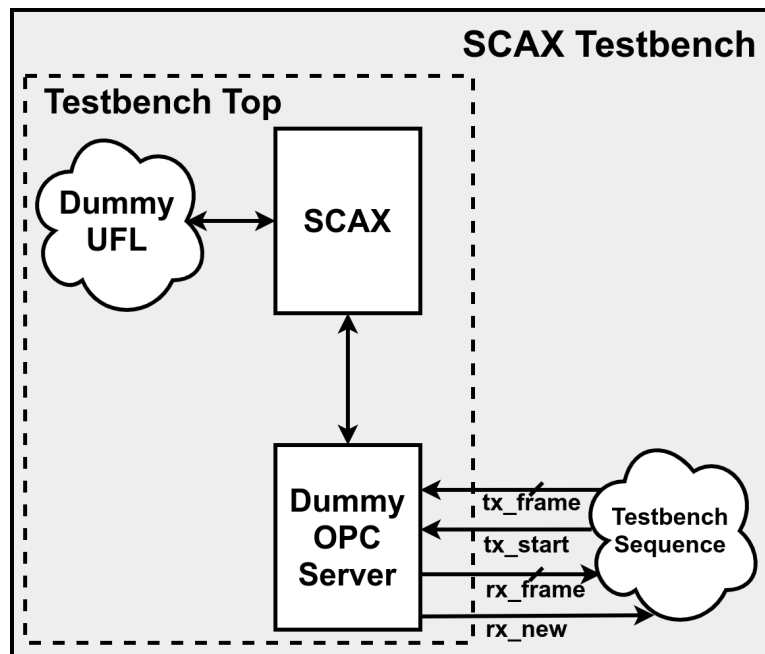 SCAX Testbench
Testbench Top
Dummy
UFL
SCAX
Dummy
OPC
Server
tx_frame
tx_start
rx_frame
rx_new
Testbench
Sequence